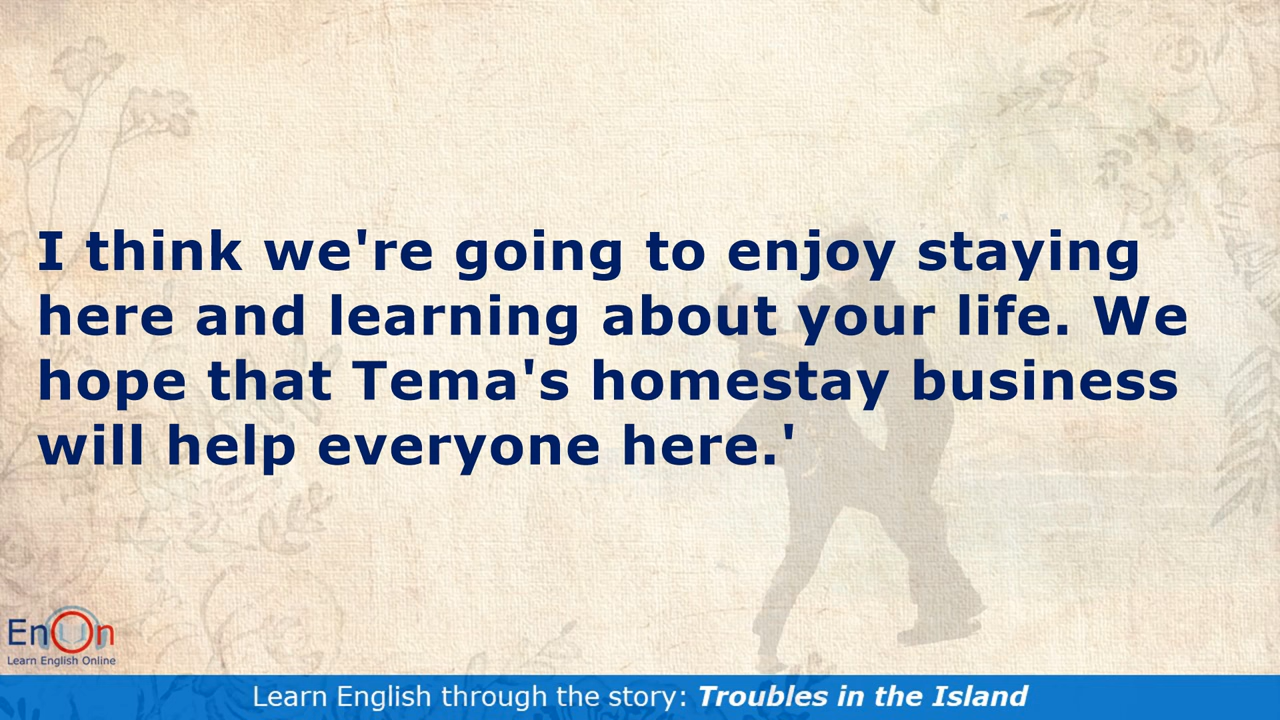 I think we're going to enjoy staying
here and learning about your life. We
hope that Tema's homestay business
will help everyone here.'
EnOn
Learn English Online
Learn English through the story: Troubles in the Island